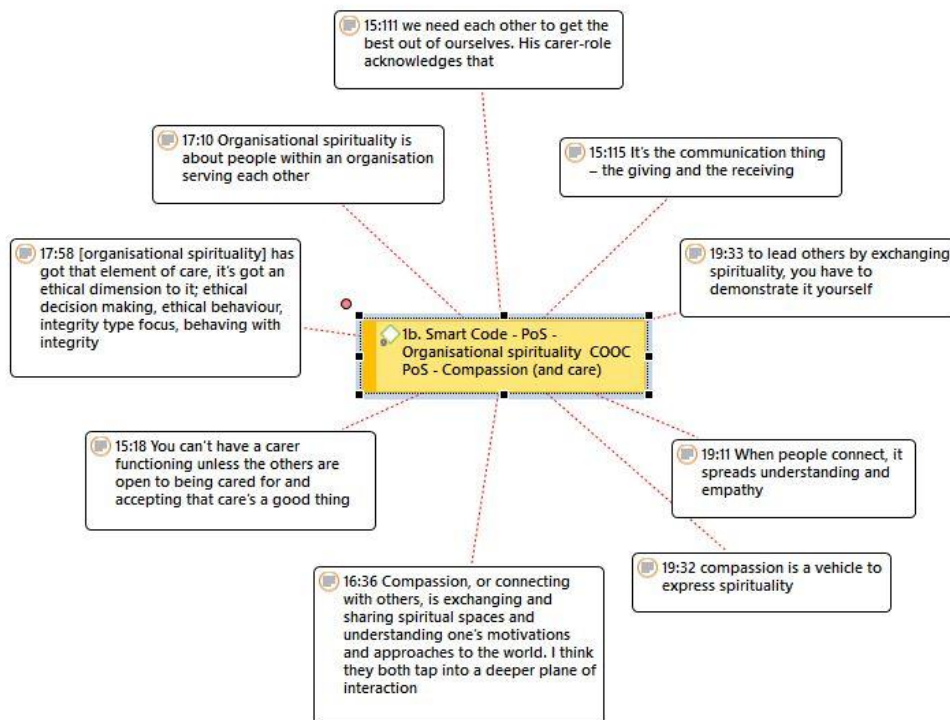 15:111 we need each other to get the
best out of ourselves. His carer-role
acknowledges that
17:10 Organisational spirituality is
about people within an organisation
serving each other
15:115 It's the communication thing
– the giving and the receiving
17:58 [organisational spirituality] has
got that element of care, it's got an
ethical dimension to it; ethical
decision making, ethical behaviour,
integrity type focus, behaving with
integrity
19:33 to lead others by exchanging
spirituality, you have to
demonstrate it yourself
1b. Smart Code - PoS -
Organisational spirituality COOC
PoS - Compassion (and care)
15:18 You can't have a carer
functioning unless the others are
open to being cared for and
accepting that care's a good thing
19:11 When people connect, it
spreads understanding and
empathy
16:36 Compassion, or connecting
with others, is exchanging and
sharing spiritual spaces and
understanding one's motivations
and approaches to the world. I think
they both tap into a deeper plane of
interaction
19:32 compassion is a vehicle to
express spirituality